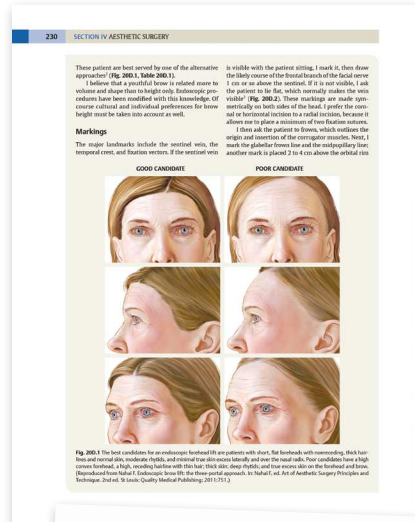 230 SECTION IV AESTHETIC SURGERY
These patient are best served by one of the alternative
approaches² (Fig. 20D.1, Table 20D.1).
I believe that a youthful brow is related more to
volume and shape than to height only. Endoscopic pro-
cedures have been modified with this knowledge. Of
course cultural and individual preferences for brow
height must be taken into account as well.
Markings
The major landmarks include the sentinel vein, the
temporal crest, and fixation vectors. If the sentinel vein
is visible with the patient sitting, I mark it, then draw
the likely course of the frontal branch of the facial nerve
1 cm or so above the sentinel. If it is not visible, I ask
the patient to lie flat, which normally makes the vein
visible³ (Fig. 20D.2). These markings are made sym-
metrically on both sides of the head. I prefer the com-
nal or horizontal incision to a radial incision, because it
allows me to place a minimum of two fixation sutures.
I then ask the patient to frown, which outlines the
origin and insertion of the corrugator muscles. Next, I
mark the glabellar frown line and the midpupillary line;
another mark is placed 2 to 4 cm above the orbital rim
GOOD CANDIDATE
POOR CANDIDATE
Fig. 20D.1 The best candidates for an endoscopic forehead lift are patients with short, flat foreheads with nonreceding, thick hair-
lines and normal skin, moderate rhytids, and minimal true skin excess laterally and over the nasal radix. Poor candidates have a high
convex forehead, a high, receding hairline with thin hair; thick skin; deep rhytids; and true excess skin on the forehead and brow.
(Reproduced from Nahai F. Endoscopic brow lift: the three-portal approach. In: Nahai F, ed. Art of Aesthetic Surgery Principles and
Technique. 2nd ed. St Louis: Quality Medical Publishing; 2011:751.)